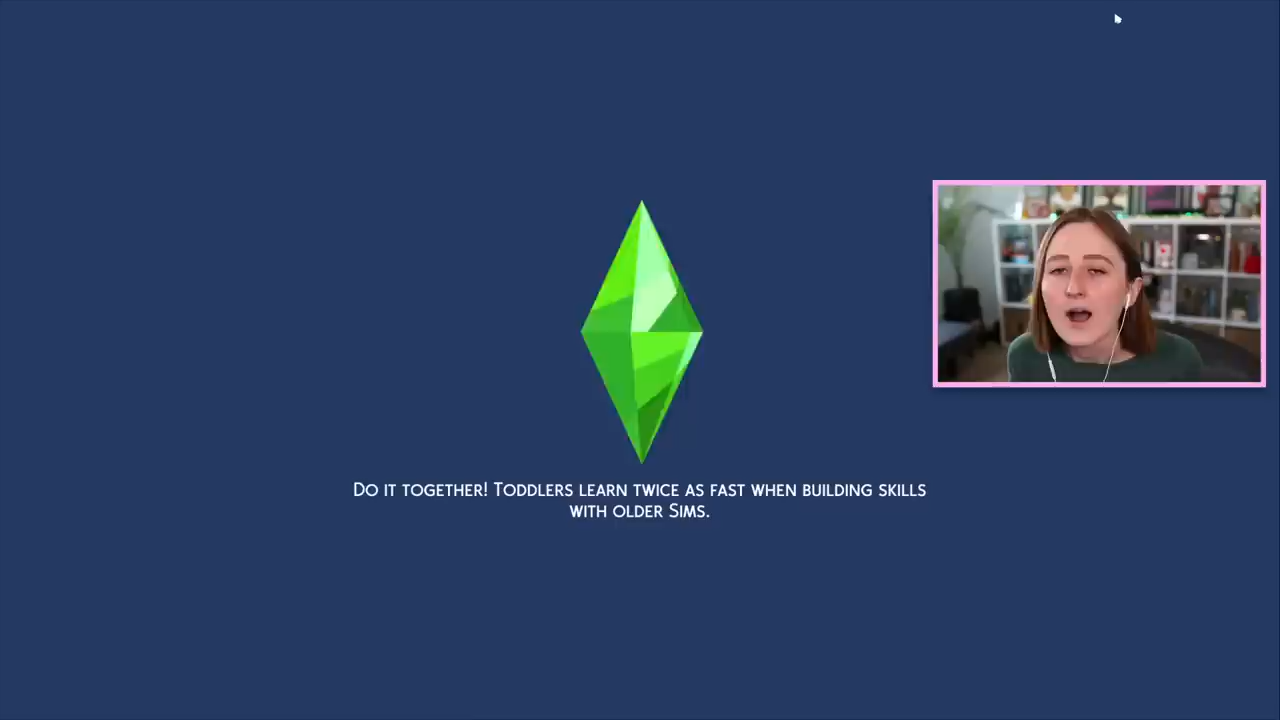 Do it together! Toddlers learn twice as fast when building skills
with older Sims.